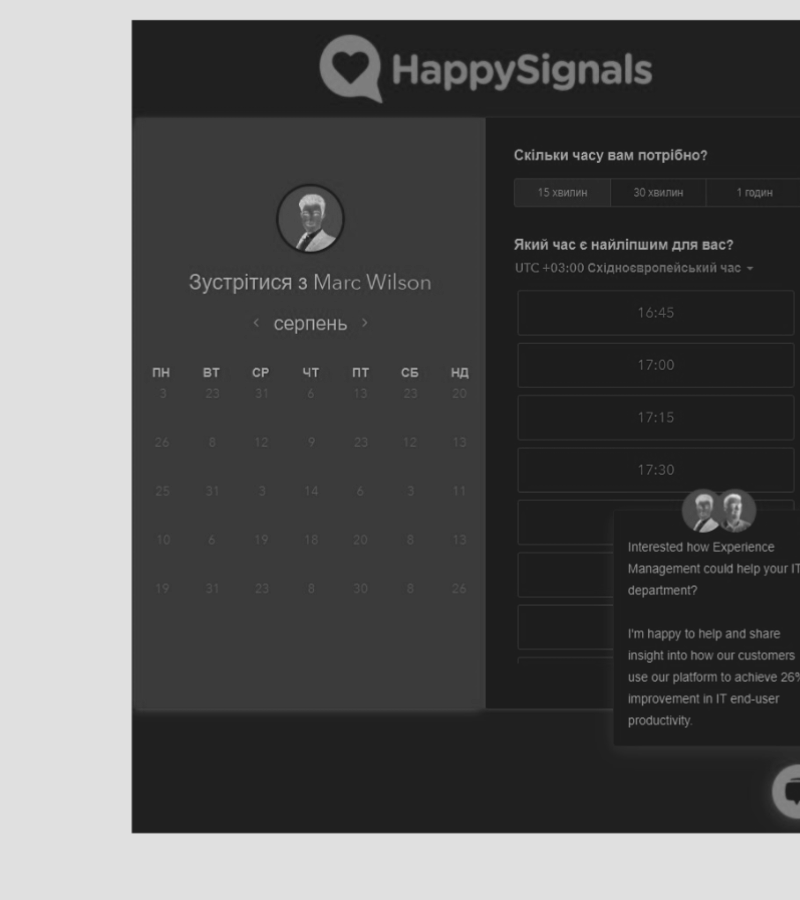 HappySignals
Зустрітися з Marc Wilson
серпень
ПН ВТ СР ЧТ ПТ СБ НД
3 23 31 6 13 23 20
26 8 12 9 23 12 13
25 31 3 14 6 3 11
10 6 19 18 20 8 13
19 31 23 8 30 8 26
Скільки часу вам потрібно?
15 хвилин 30 хвилин 1 годин
Який час є найліпшим для вас?
UTC +03:00 Східноєвропейський час
16:45
17:00
17:15
17:30
Interested how Experience
Management could help your IT
department?
I'm happy to help and share
insight into how our customers
use our platform to achieve 26%
improvement in IT end-user
productivity.